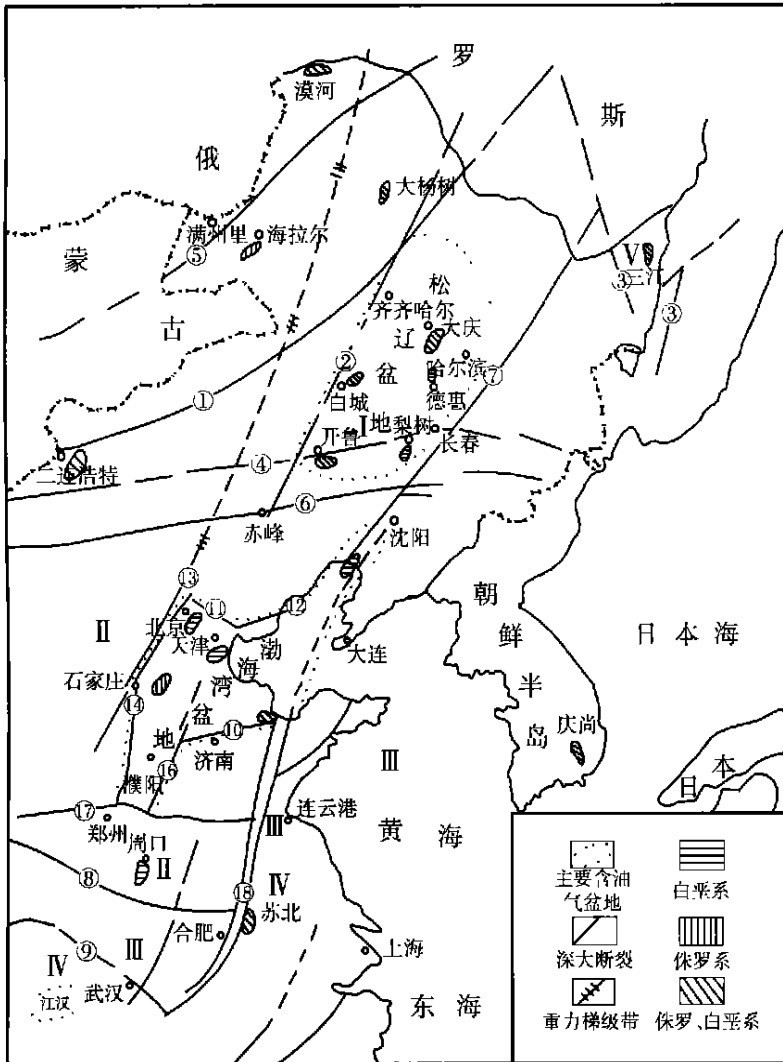 罗
漠河
斯
俄
大杨树
满州里
海拉尔
⑤
蒙
V
三江
③
③
松
齐齐哈尔
古
大庆
辽
②
盆
哈尔滨
⑦
①
白城
德惠
Ⅰ
地
梨树
开鲁
长春
二连浩特
④
⑥
赤峰
沈阳
⑬
⑪
⑫
朝
Ⅱ
北京
鲜
日本海
天津
渤
大连
海
半
石家庄
湾
⑭
盆
岛
庆尚
⑩
地
济南
Ⅲ
日本
濮阳
⑯
⑰
郑州
Ⅲ
连云港
黄海
周口
Ⅱ
⑧
⑱
Ⅳ
苏北
合肥
⑨
Ⅲ
上海
Ⅳ
江汉
武汉
东海
主要含油
气盆地
白垩系
深大断裂
侏罗系
重力梯级带
侏罗、白垩系